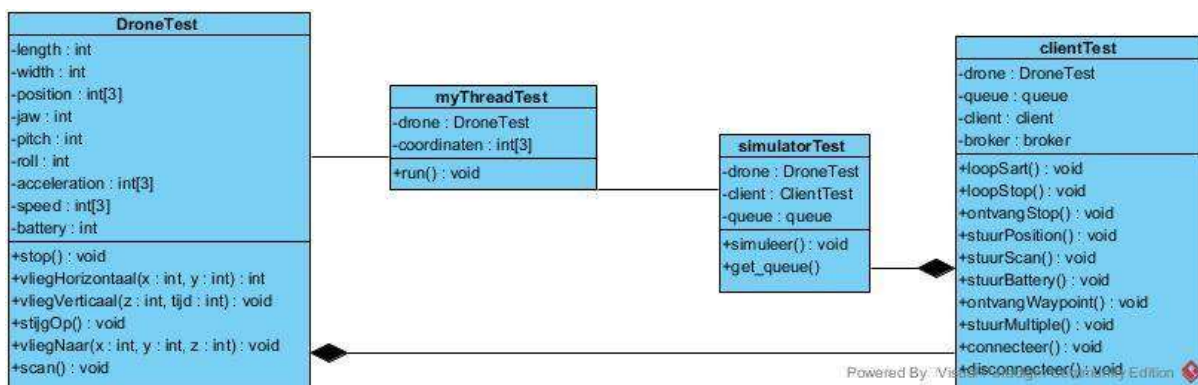 DroneTest
-length : int
-width : int
-position : int[3]
-jaw : int
-pitch : int
-roll : int
-acceleration : int[3]
-speed : int[3]
-battery : int
+stop() : void
+vliegHorizontaal(x : int, y : int) : int
+vliegVerticaal(z : int, tijd : int) : void
+stijgOp() : void
+vliegNaar(x : int, y : int, z : int) : void
+scan() : void
myThreadTest
-drone : DroneTest
-coordinaten : int[3]
+run() : void
simulatorTest
-drone : DroneTest
-client : ClientTest
-queue : queue
+simuleer() : void
+get_queue()
clientTest
-drone : DroneTest
-queue : queue
-client : client
-broker : broker
+loopSart() : void
+loopStop() : void
+ontvangStop() : void
+stuurPosition() : void
+stuurScan() : void
+stuurBattery() : void
+ontvangWaypoint() : void
+stuurMultiple() : void
+connecteer() : void
+disconnecteer() : void
Powered By Edition